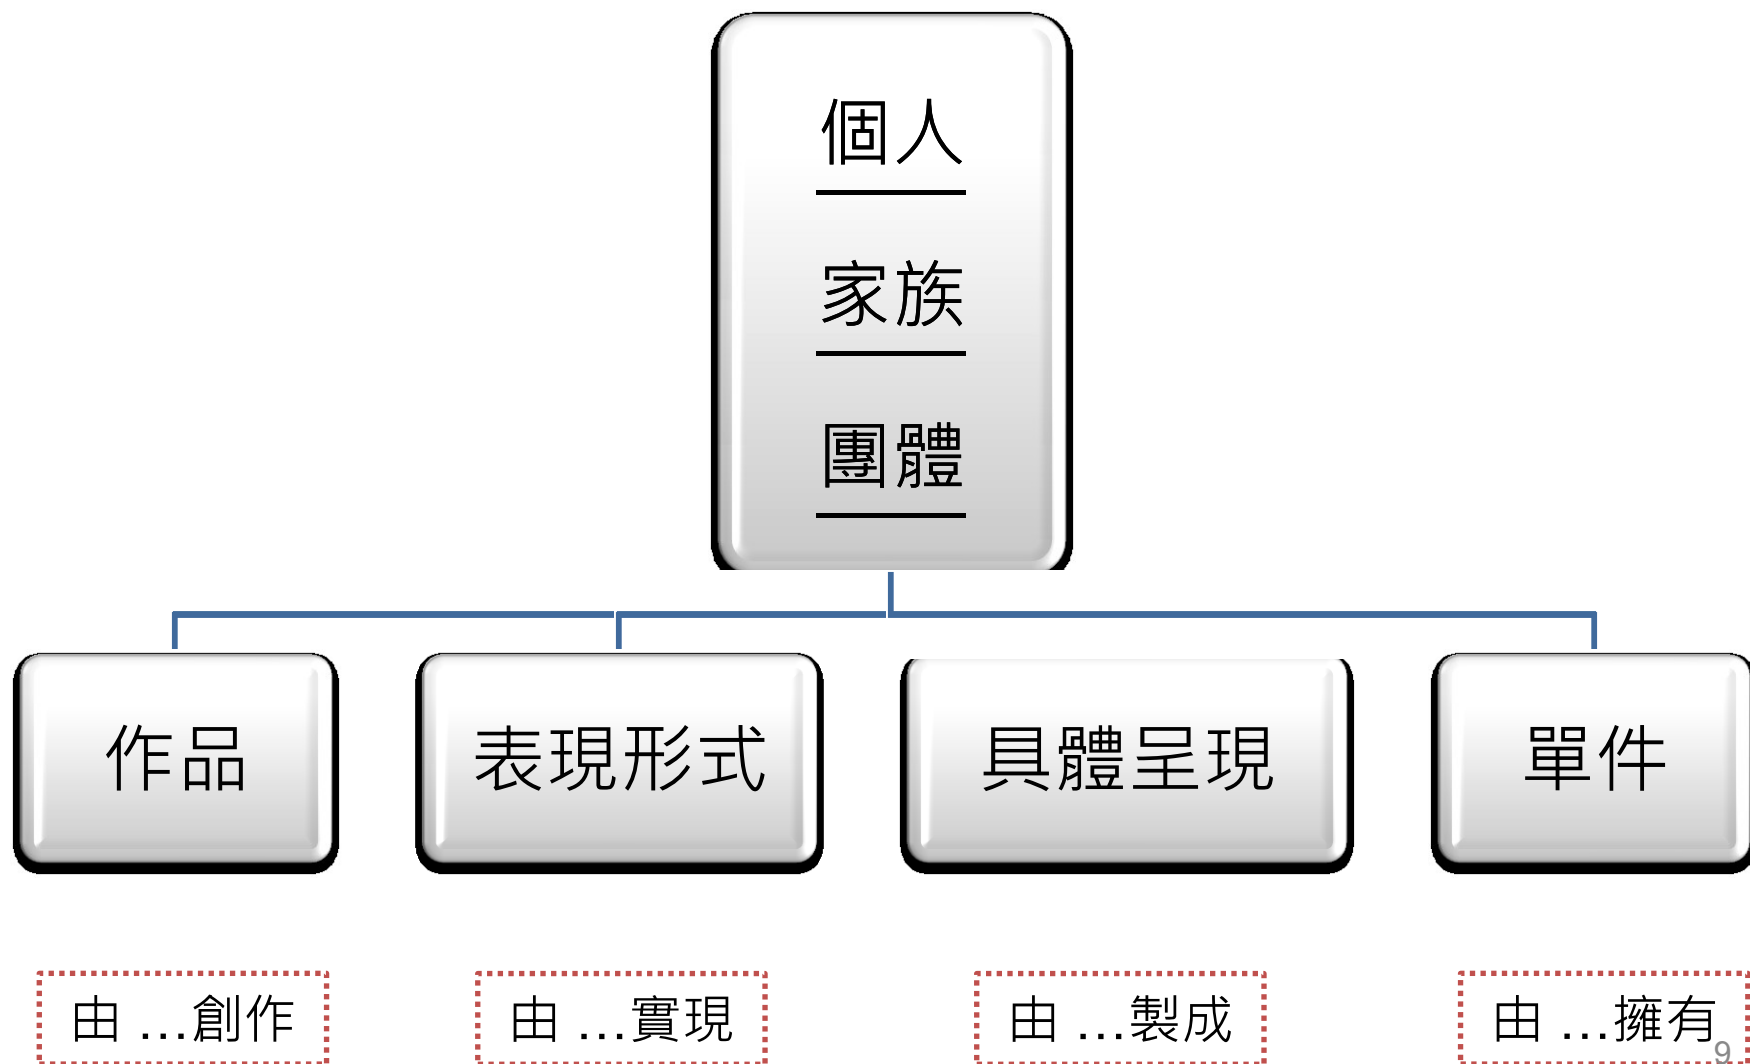 個人
家族
團體
作品
表現形式
具體呈現
單件
由 …創作
由 …實現
由 …製成
由 …擁有
9